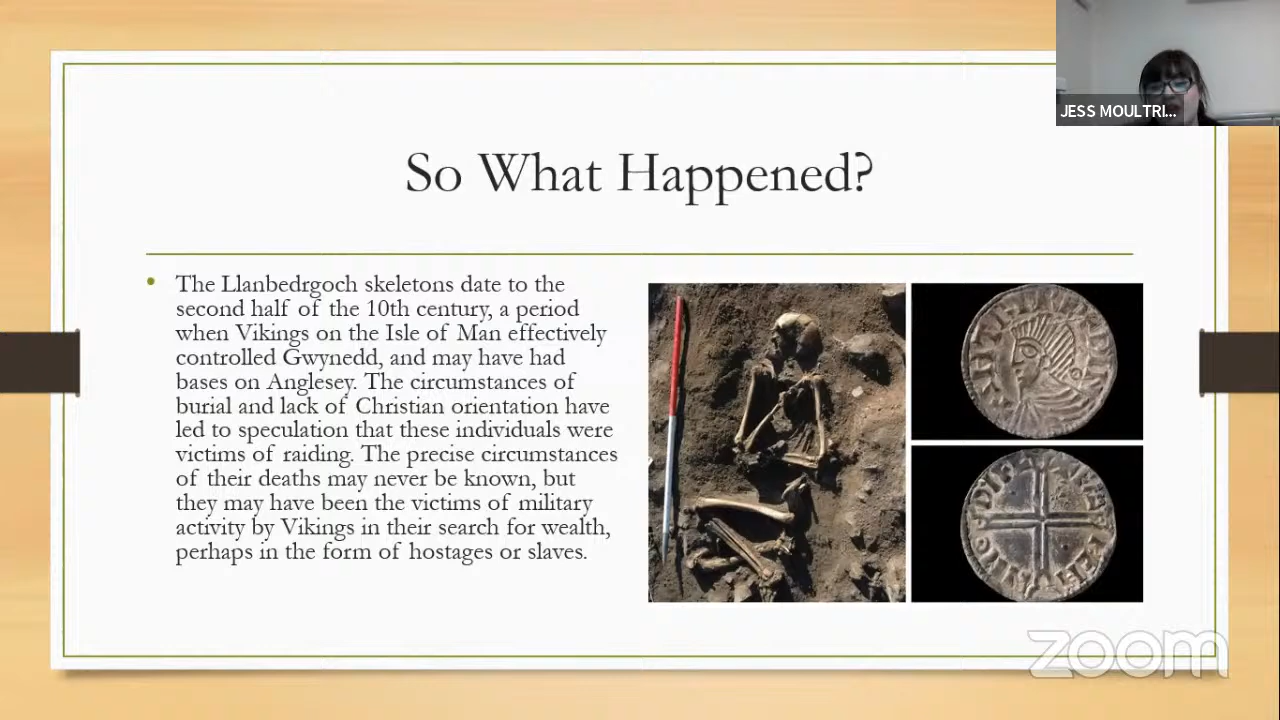 JESS MOULTRI...
So What Happened?
The Llanbedrgoch skeletons date to the
second half of the 10th century, a period
when Vikings on the Isle of Man effectively
controlled Gwynedd, and may have had
bases on Anglesey. The circumstances of
burial and lack of Christian orientation have
led to speculation that these individuals were
victims of raiding. The precise circumstances
of their deaths may never be known, but
they may have been the victims of military
activity by Vikings in their search for wealth,
perhaps in the form of hostages or slaves.
zoom